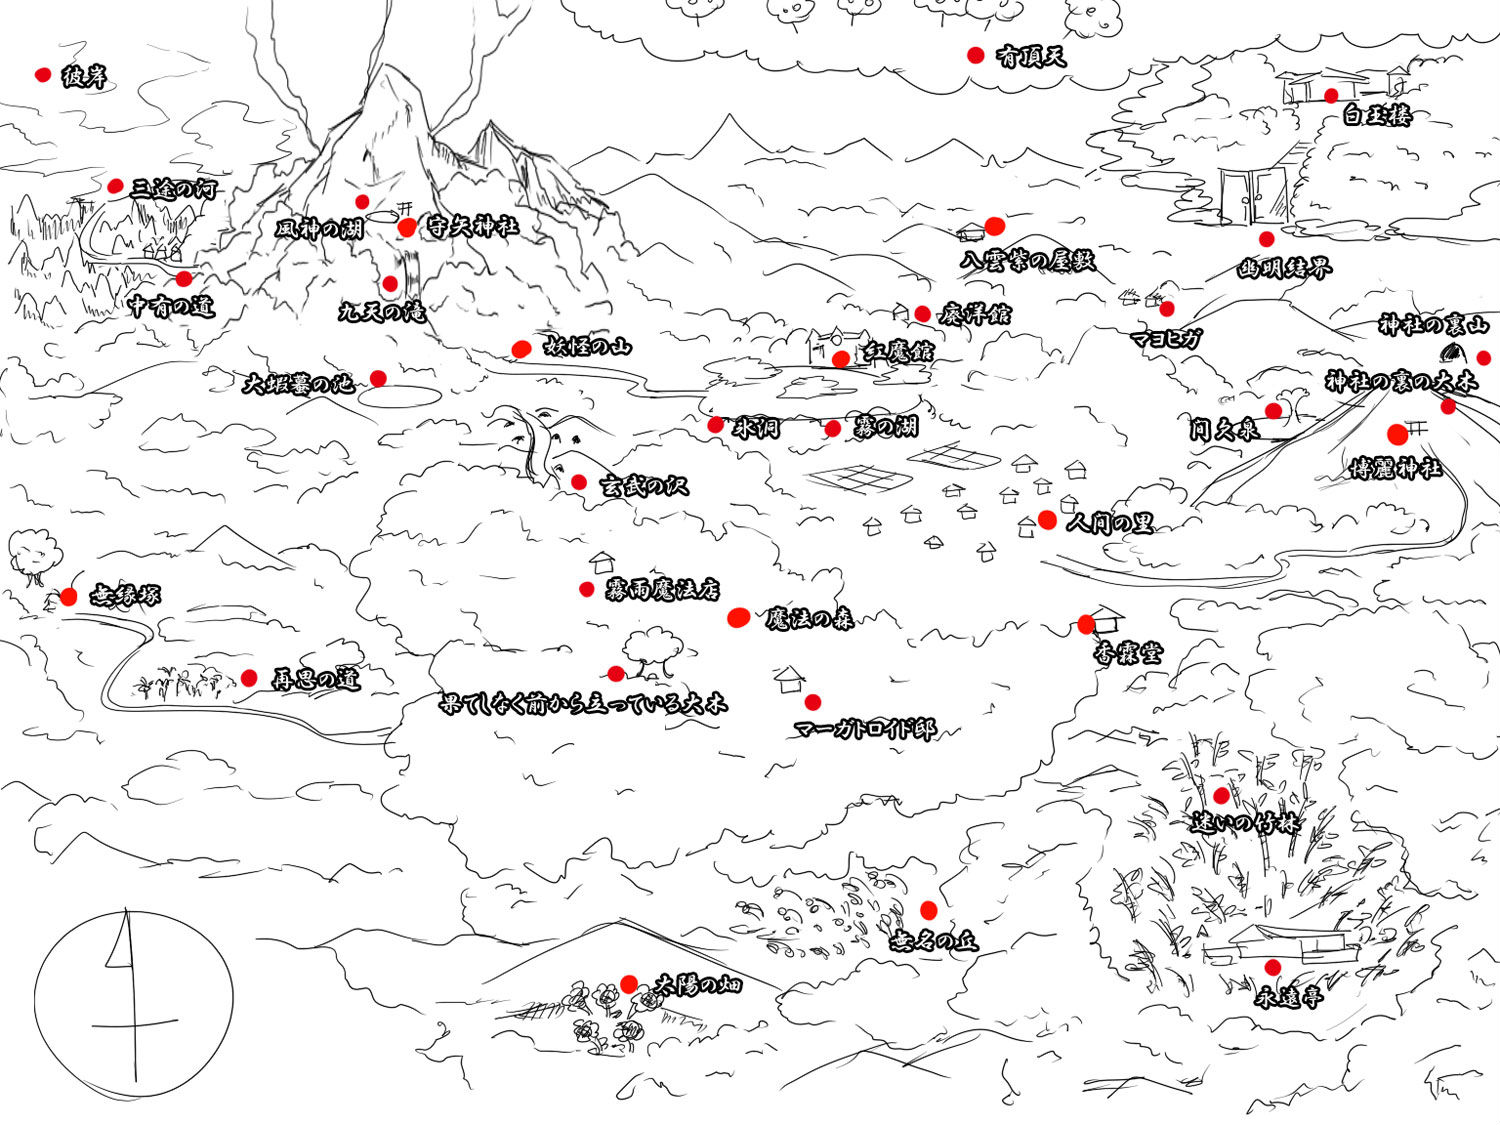 有頂天
彼岸
白玉楼
三途の河
風神の湖
守矢神社
八雲紫の屋敷
幽明結界
中有の道
九天の滝
廃洋館
マヨヒガ
神社の裏山
妖怪の山
紅魔館
大蝦蟇の池
神社の裏の大木
氷洞
霧の湖
间欠泉
博麗神社
玄武の沢
人间の里
無縁塚
霧雨魔法店
魔法の森
香霖堂
再思の道
果てしなく前から立っている大木
マーガトロイド邸
迷いの竹林
無名の丘
太陽の畑
永遠亭